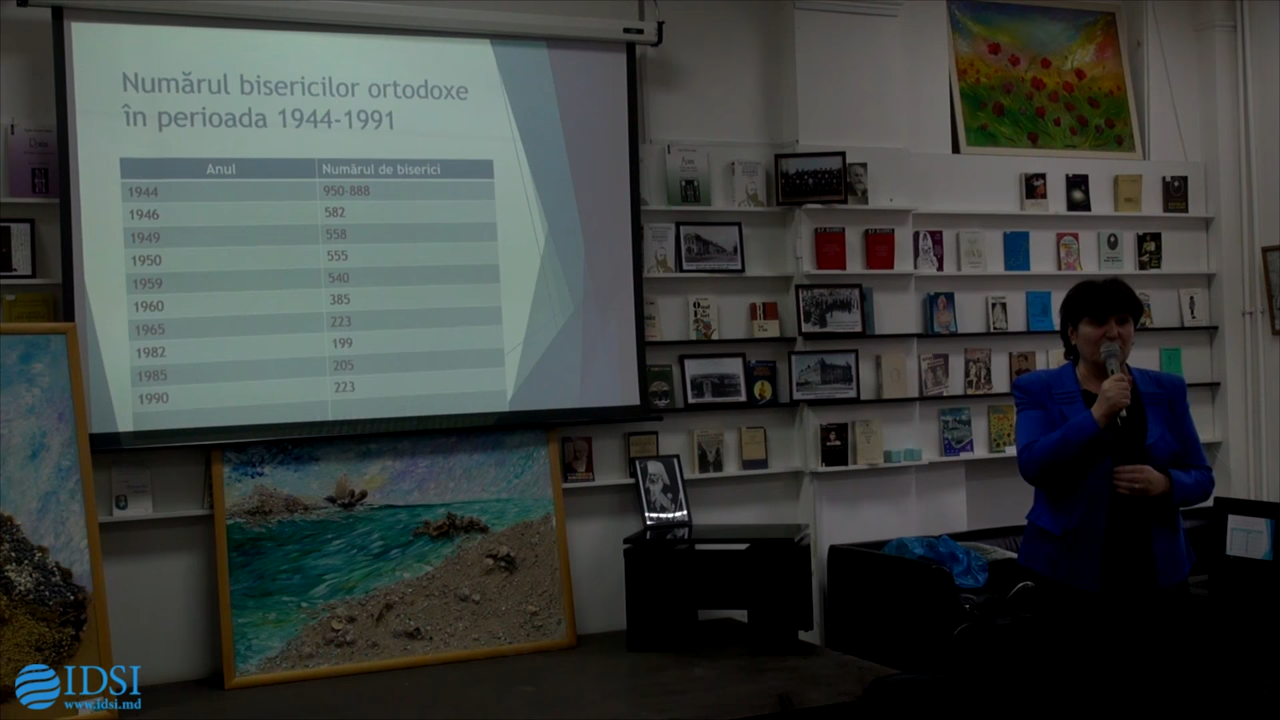 Numărul bisericilor ortodoxe
în perioada 1944-1991
Anul Numărul de biserici
1944 950-888
1946 582
1949 558
1950 555
1959 540
1960 385
1965 223
1982 199
1985 205
1990 223
IDSI
www.idsi.md